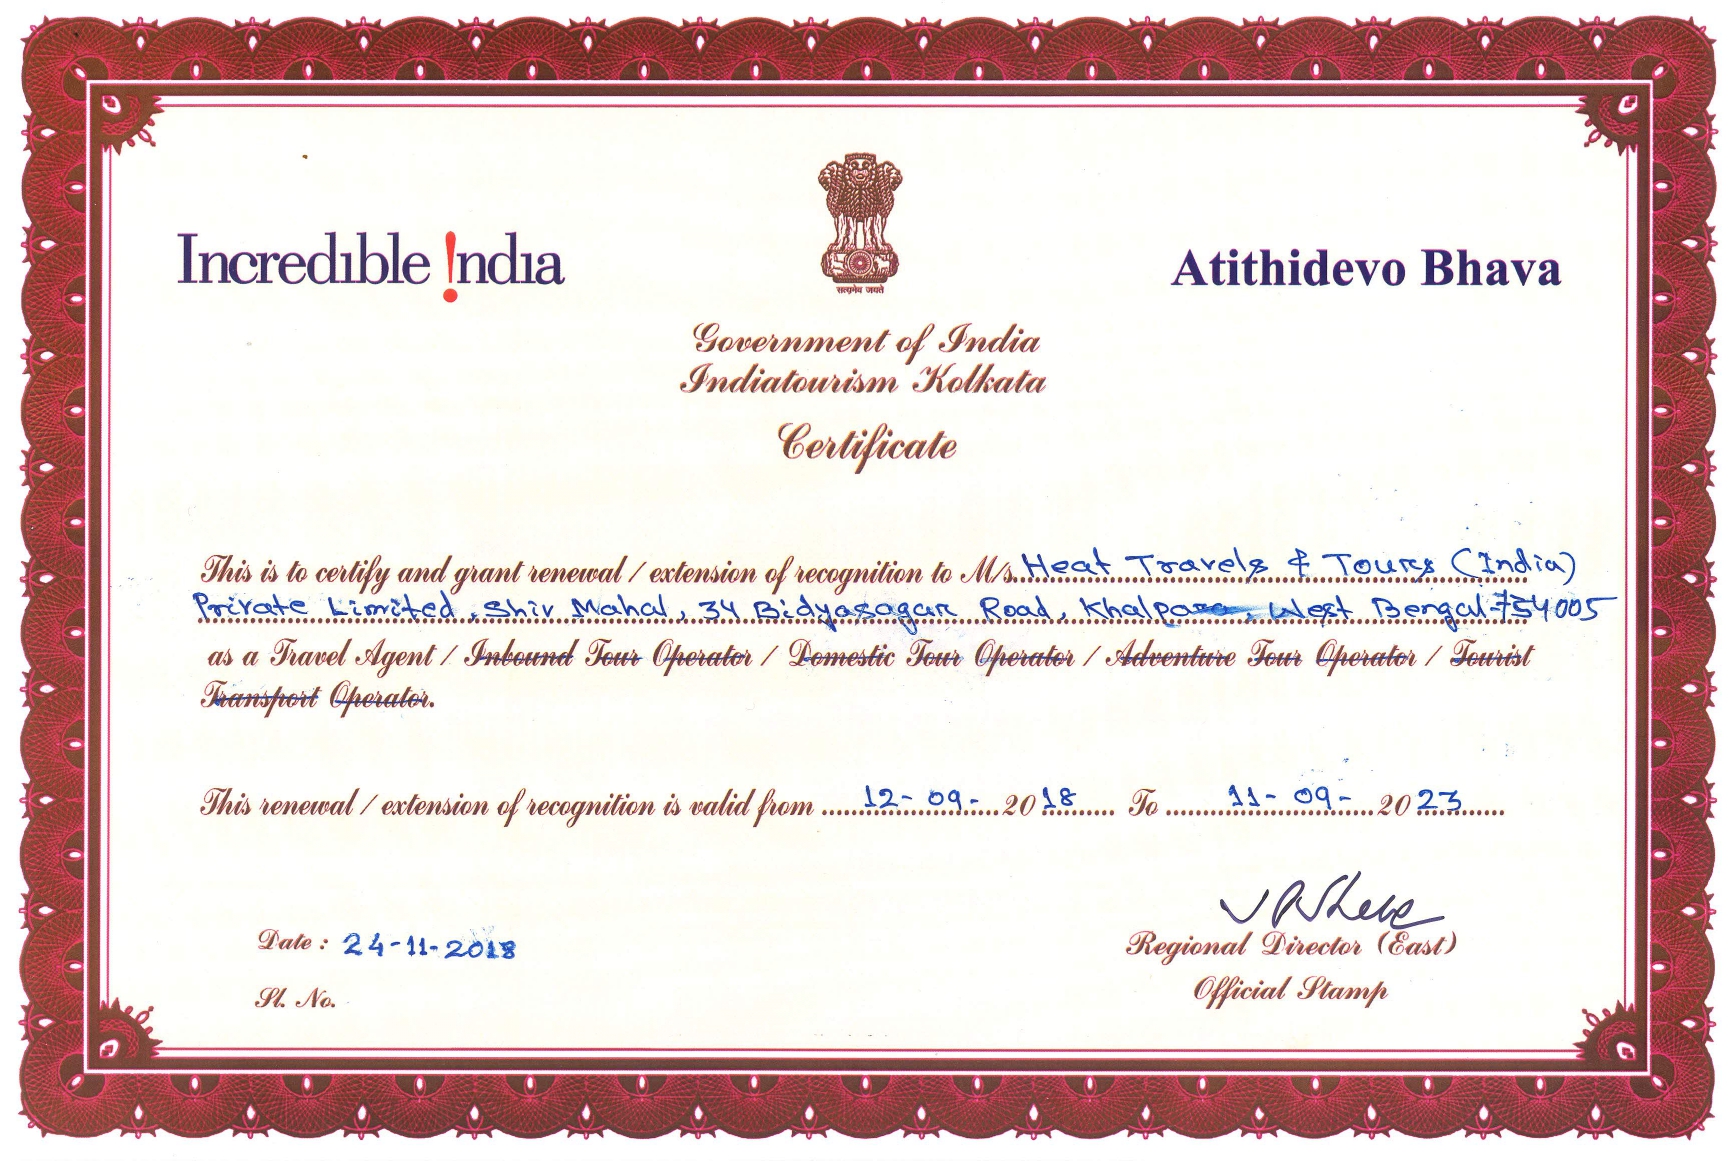 सत्यमेव जयते
Incredible !ndia
Atithidevo Bhava
Government of India
Indiatourism Kolkata
Certificate
This is to certify and grant renewal / extension of recognition to M/s. Heat Travels & Tours (India)
Private Limited, Shiv Mahal, 34 Bidyasagar Road, Khalpara, West Bengal-754005
as a Travel Agent / Inbound Tour Operator / Domestic Tour Operator / Adventure Tour Operator / Tourist
Transport Operator.
This renewal / extension of recognition is valid from ......12-09-...2018...... To .........11-09-...2023......
Date : 24-11-2018
Regional Director (East)
Sl. No.
Official Stamp